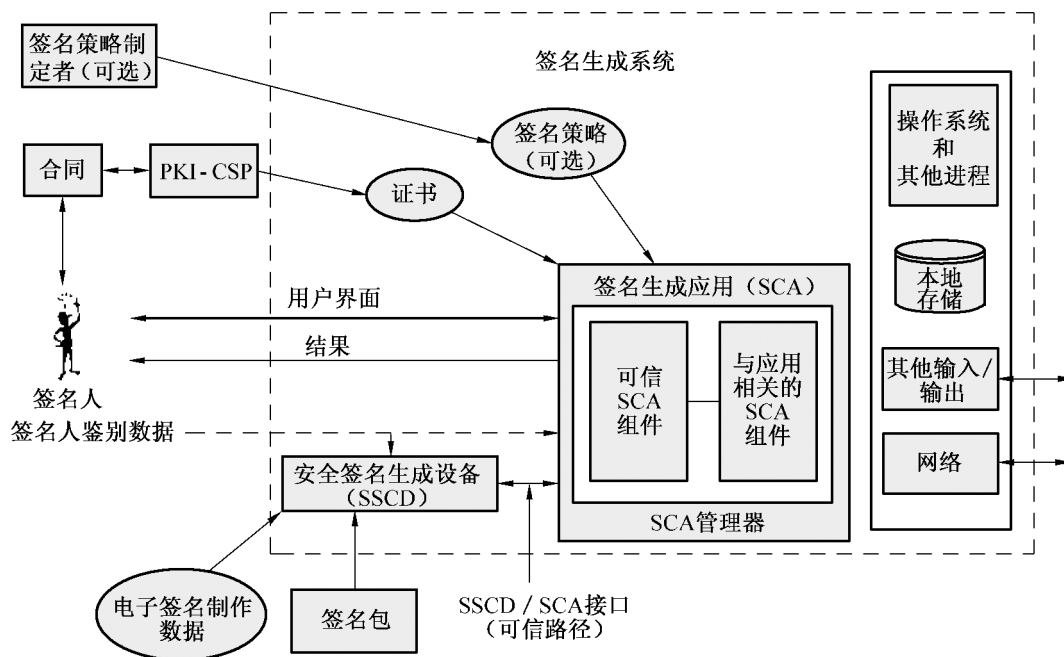 签名策略制
定者(可选)
签名生成系统
签名策略
(可选)
操作系统
和
其他进程
合同
PKI-CSP
证书
本地
存储
签名生成应用(SCA)
用户界面
结果
可信
SCA
组件
与应用
相关的
SCA
组件
其他输入/
输出
签名人
签名人鉴别数据
网络
安全签名生成设备
(SSCD)
SCA管理器
电子签名制作
数据
签名包
SSCD/SCA接口
(可信路径)